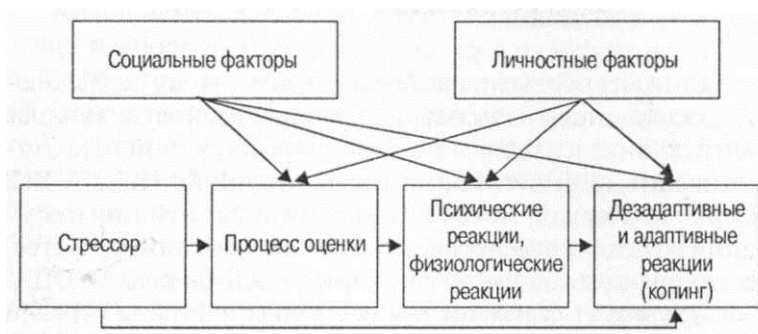 Социальные факторы
Личностные факторы
Стрессор
Процесс оценки
Психические
реакции,
физиологические
реакции
Дезадаптивные
и адаптивные
реакции
(копинг)